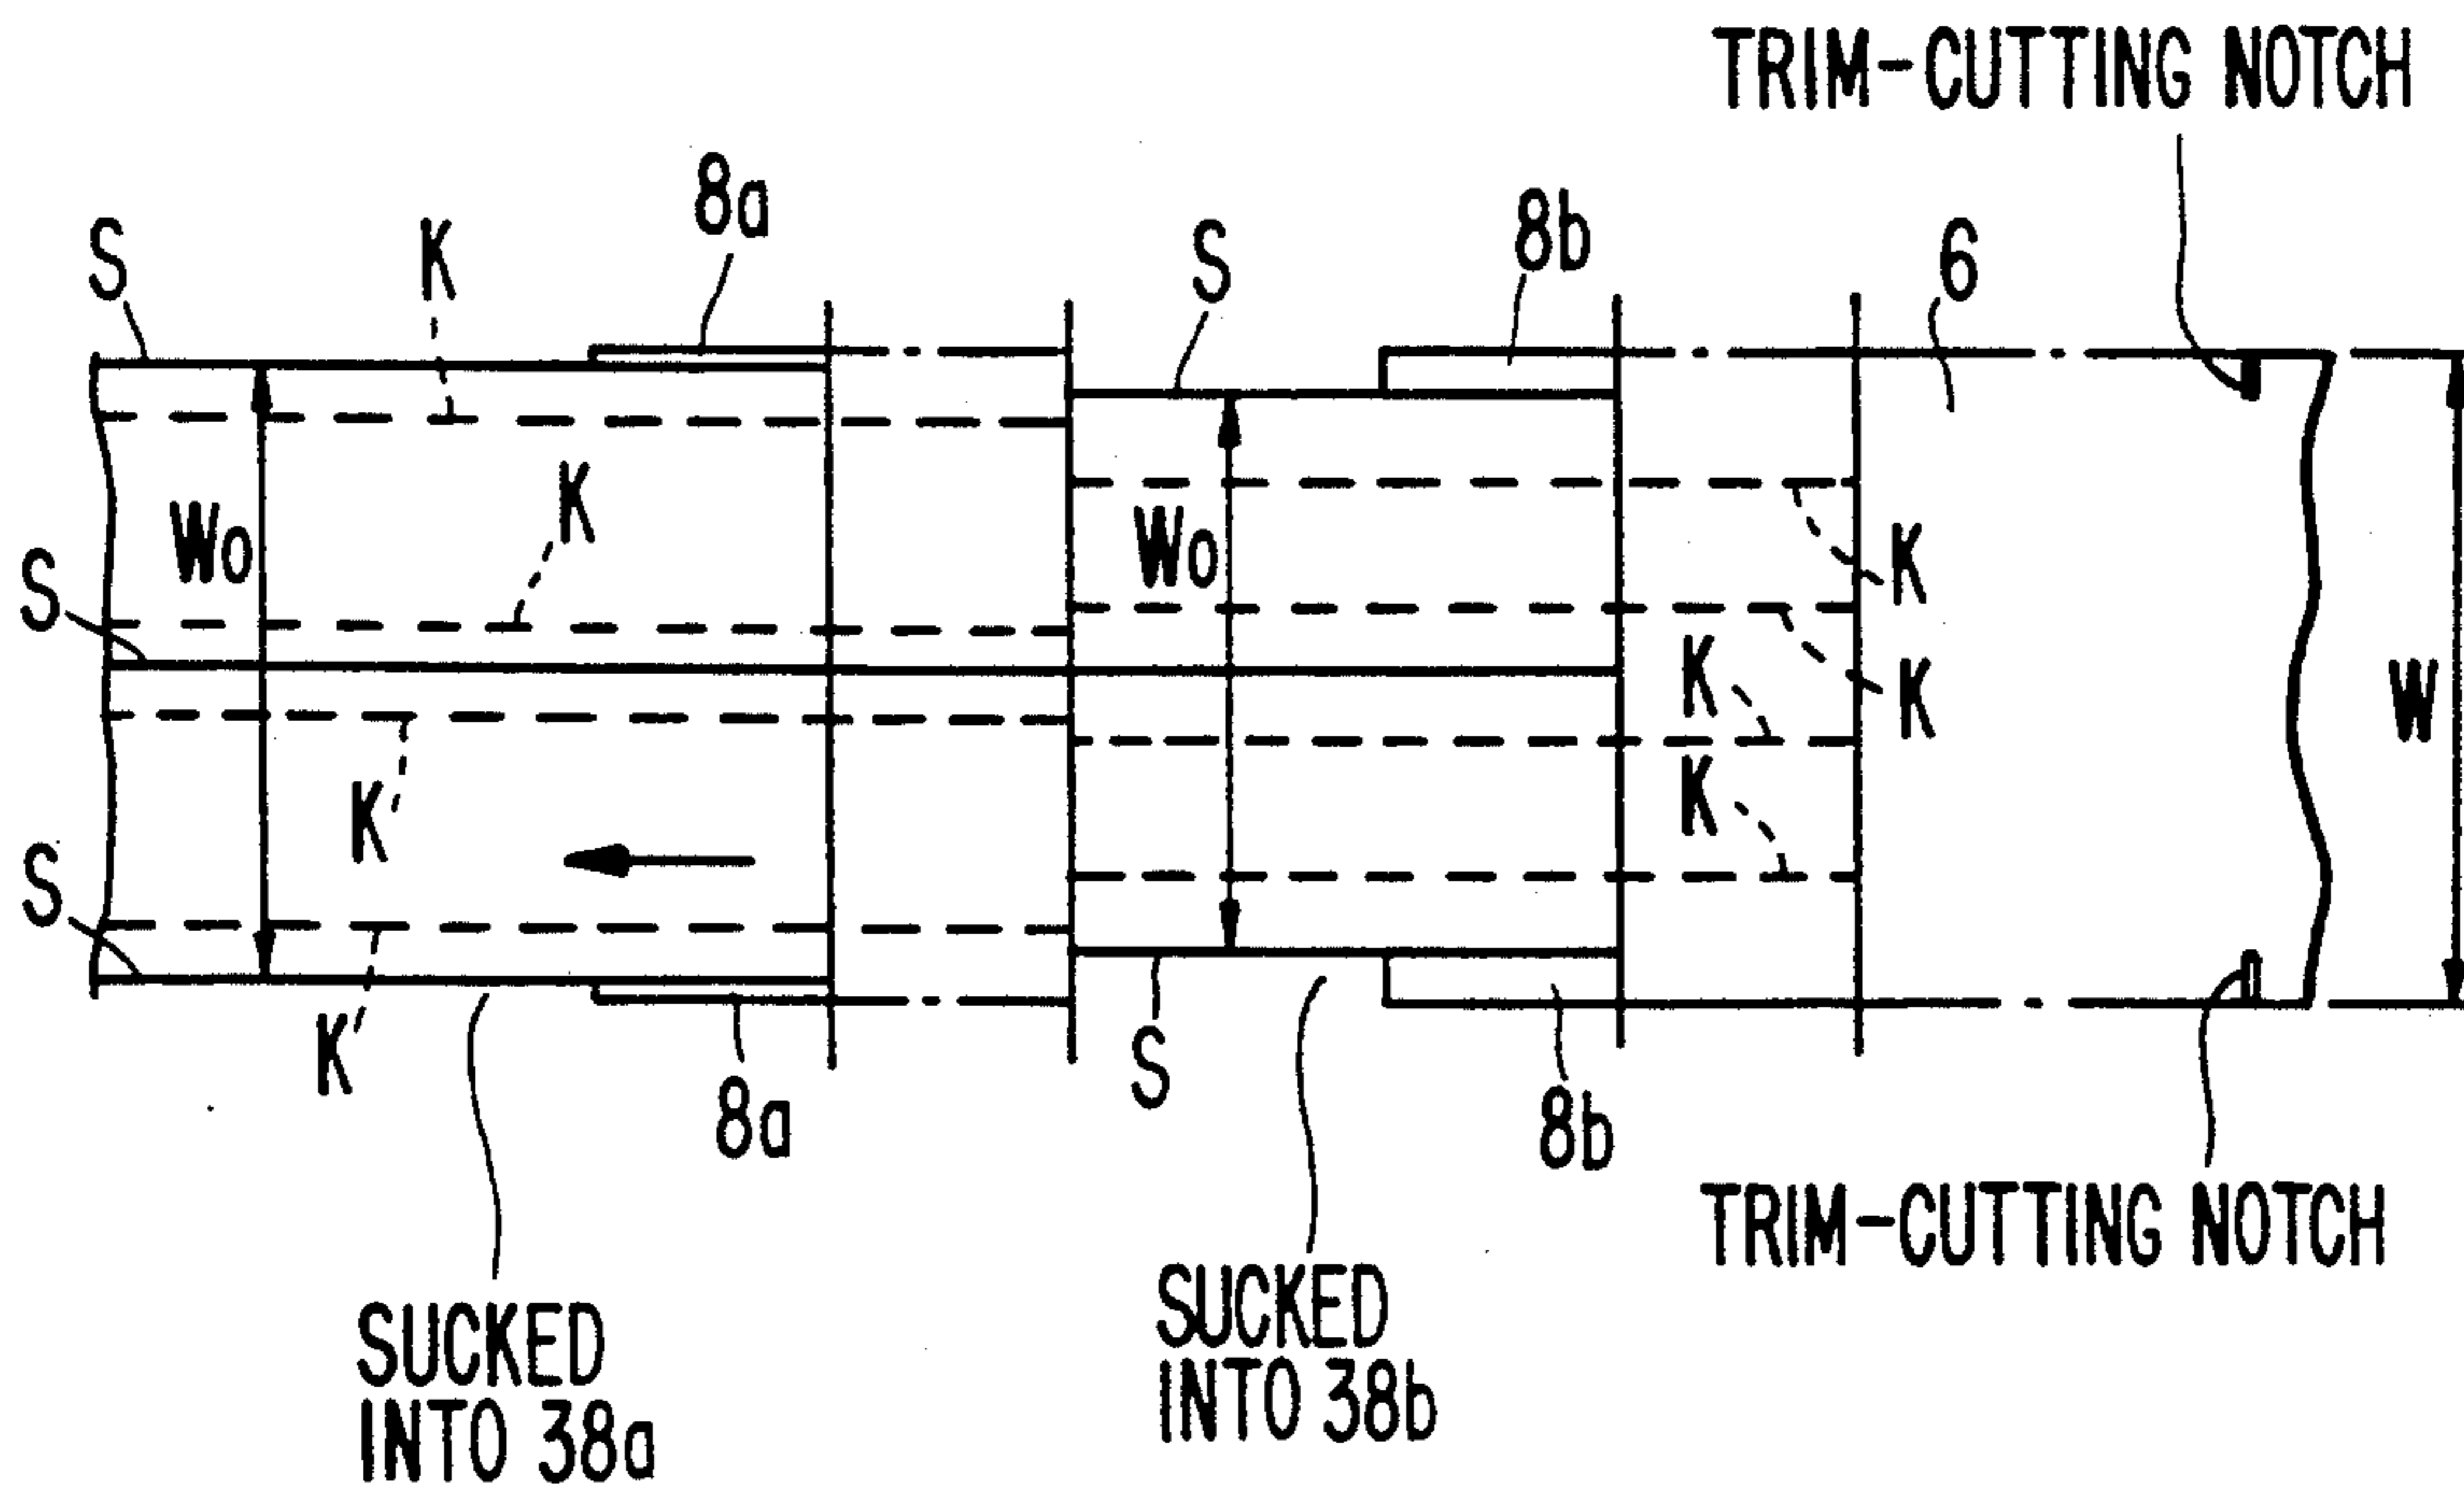 TRIM-CUTTING NOTCH
8a
8b
S
K
S
6
K
Wo
Wo
K
S
K
K
W
K
K
S
K'
8a
S
8b
TRIM-CUTTING NOTCH
SUCKED
INTO 38a
SUCKED
INTO 38b